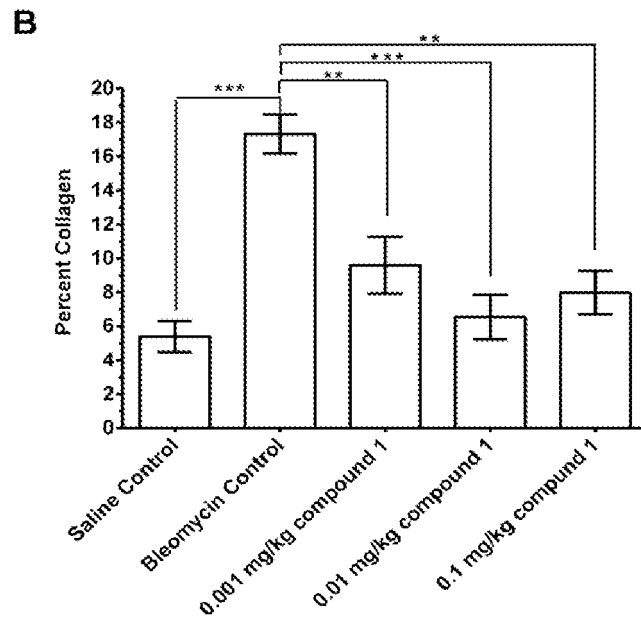 B
**
***
**
***
20
18
16
14
12
10
8
6
4
2
0
Percent Collagen
Saline Control
Bleomycin Control
0.001 mg/kg compound 1
0.01 mg/kg compound 1
0.1 mg/kg compund 1